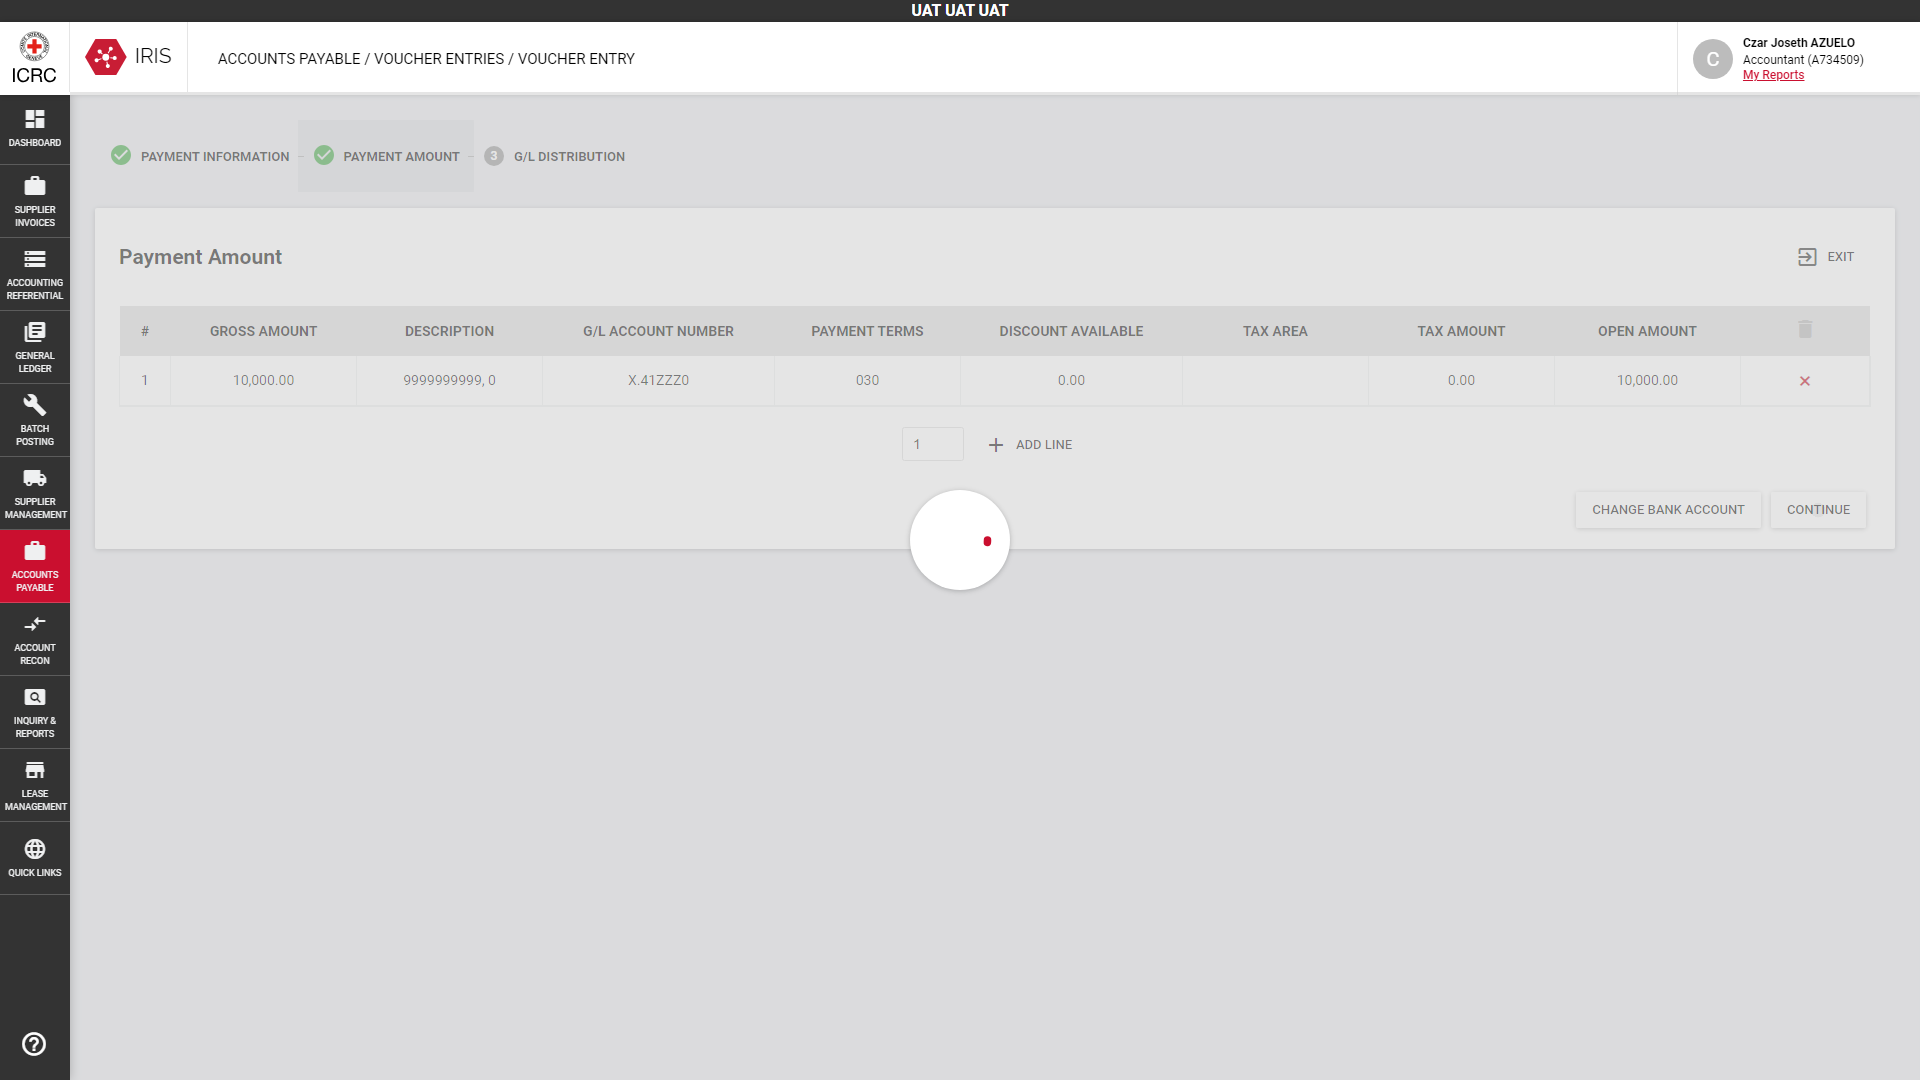 UAT UAT UAT
ICRC
IRIS
ACCOUNTS PAYABLE / VOUCHER ENTRIES / VOUCHER ENTRY
C
Czar Joseth AZUELO
Accountant (A734509)
My Reports
DASHBOARD
SUPPLIER
INVOICES
ACCOUNTING
REFERENTIAL
GENERAL
LEDGER
BATCH
POSTING
SUPPLIER
MANAGEMENT
ACCOUNTS
PAYABLE
ACCOUNT
RECON
INQUIRY &
REPORTS
LEASE
MANAGEMENT
QUICK LINKS
PAYMENT INFORMATION
PAYMENT AMOUNT
3 G/L DISTRIBUTION
Payment Amount
EXIT
# GROSS AMOUNT DESCRIPTION G/L ACCOUNT NUMBER PAYMENT TERMS DISCOUNT AVAILABLE TAX AREA TAX AMOUNT OPEN AMOUNT
1 10,000.00 9999999999, 0 X.41ZZZ0 030 0.00 0.00 10,000.00
1 ADD LINE
CHANGE BANK ACCOUNT CONTINUE